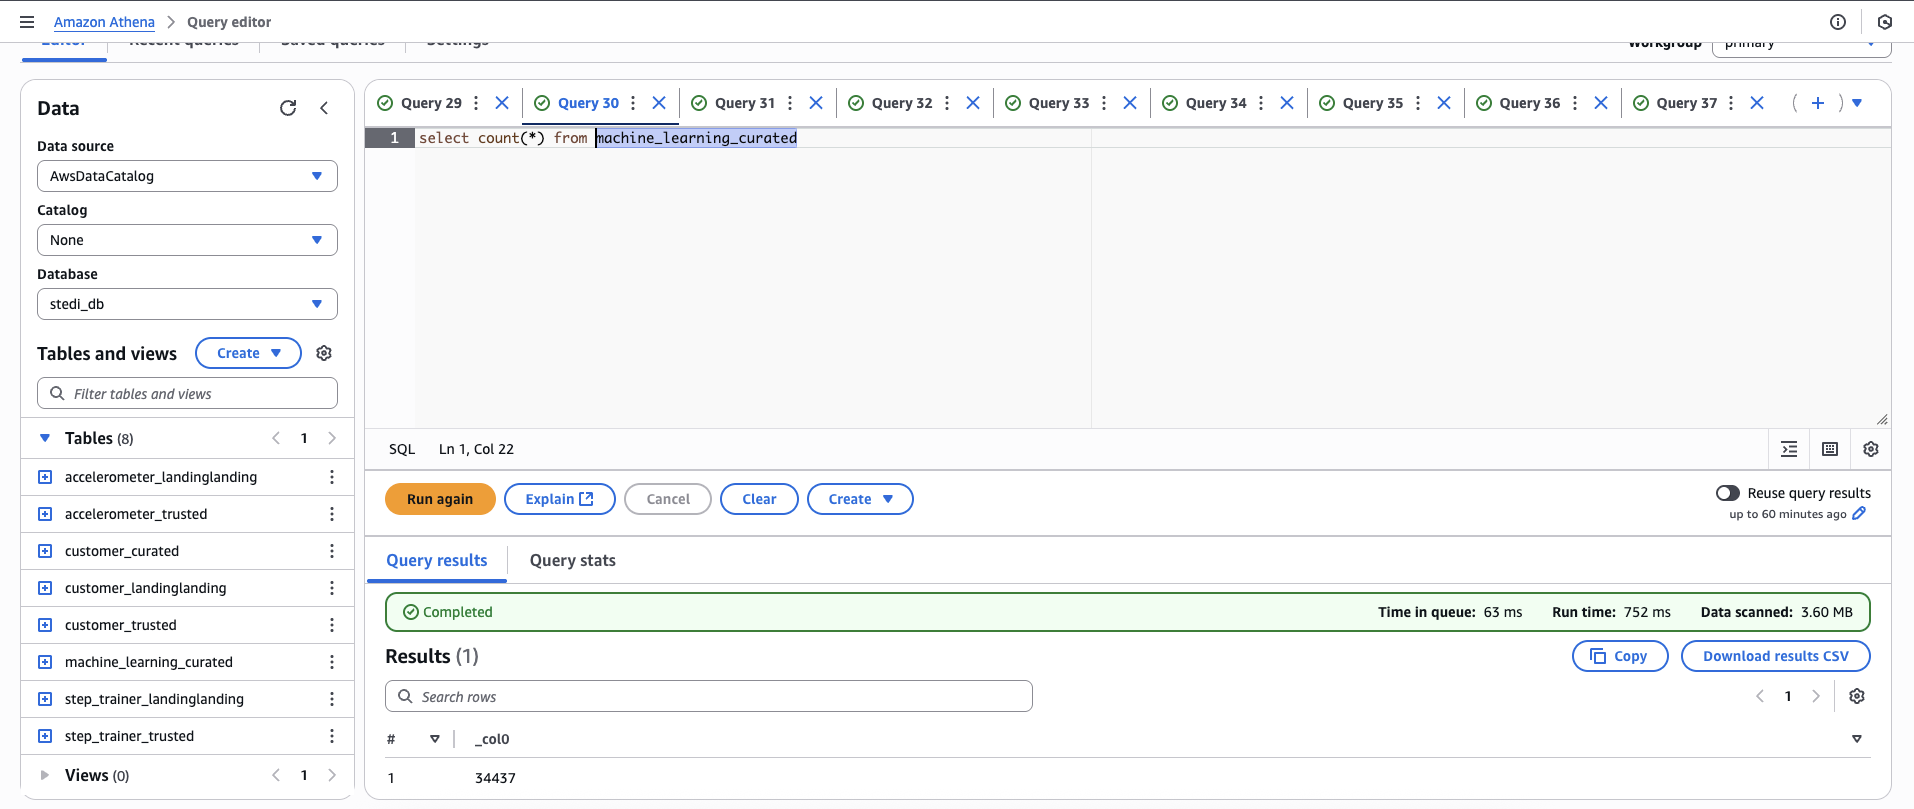 Amazon Athena > Query editor
Editor Recent queries Saved queries Settings Workgroup primary
Data
Data source
AwsDataCatalog
Catalog
None
Database
stedi_db
Tables and views Create
Filter tables and views
Tables (8) 1
accelerometer_landinglanding
accelerometer_trusted
customer_curated
customer_landinglanding
customer_trusted
machine_learning_curated
step_trainer_landinglanding
step_trainer_trusted
Views (0) 1
Query 29 Query 30 Query 31 Query 32 Query 33 Query 34 Query 35 Query 36 Query 37
1 select count(*) from machine_learning_curated
SQL Ln 1, Col 22
Run again Explain Cancel Clear Create
Reuse query results
up to 60 minutes ago
Query results Query stats
Completed Time in queue: 63 ms Run time: 752 ms Data scanned: 3.60 MB
Results (1) Copy Download results CSV
Search rows 1
# _col0
1 34437